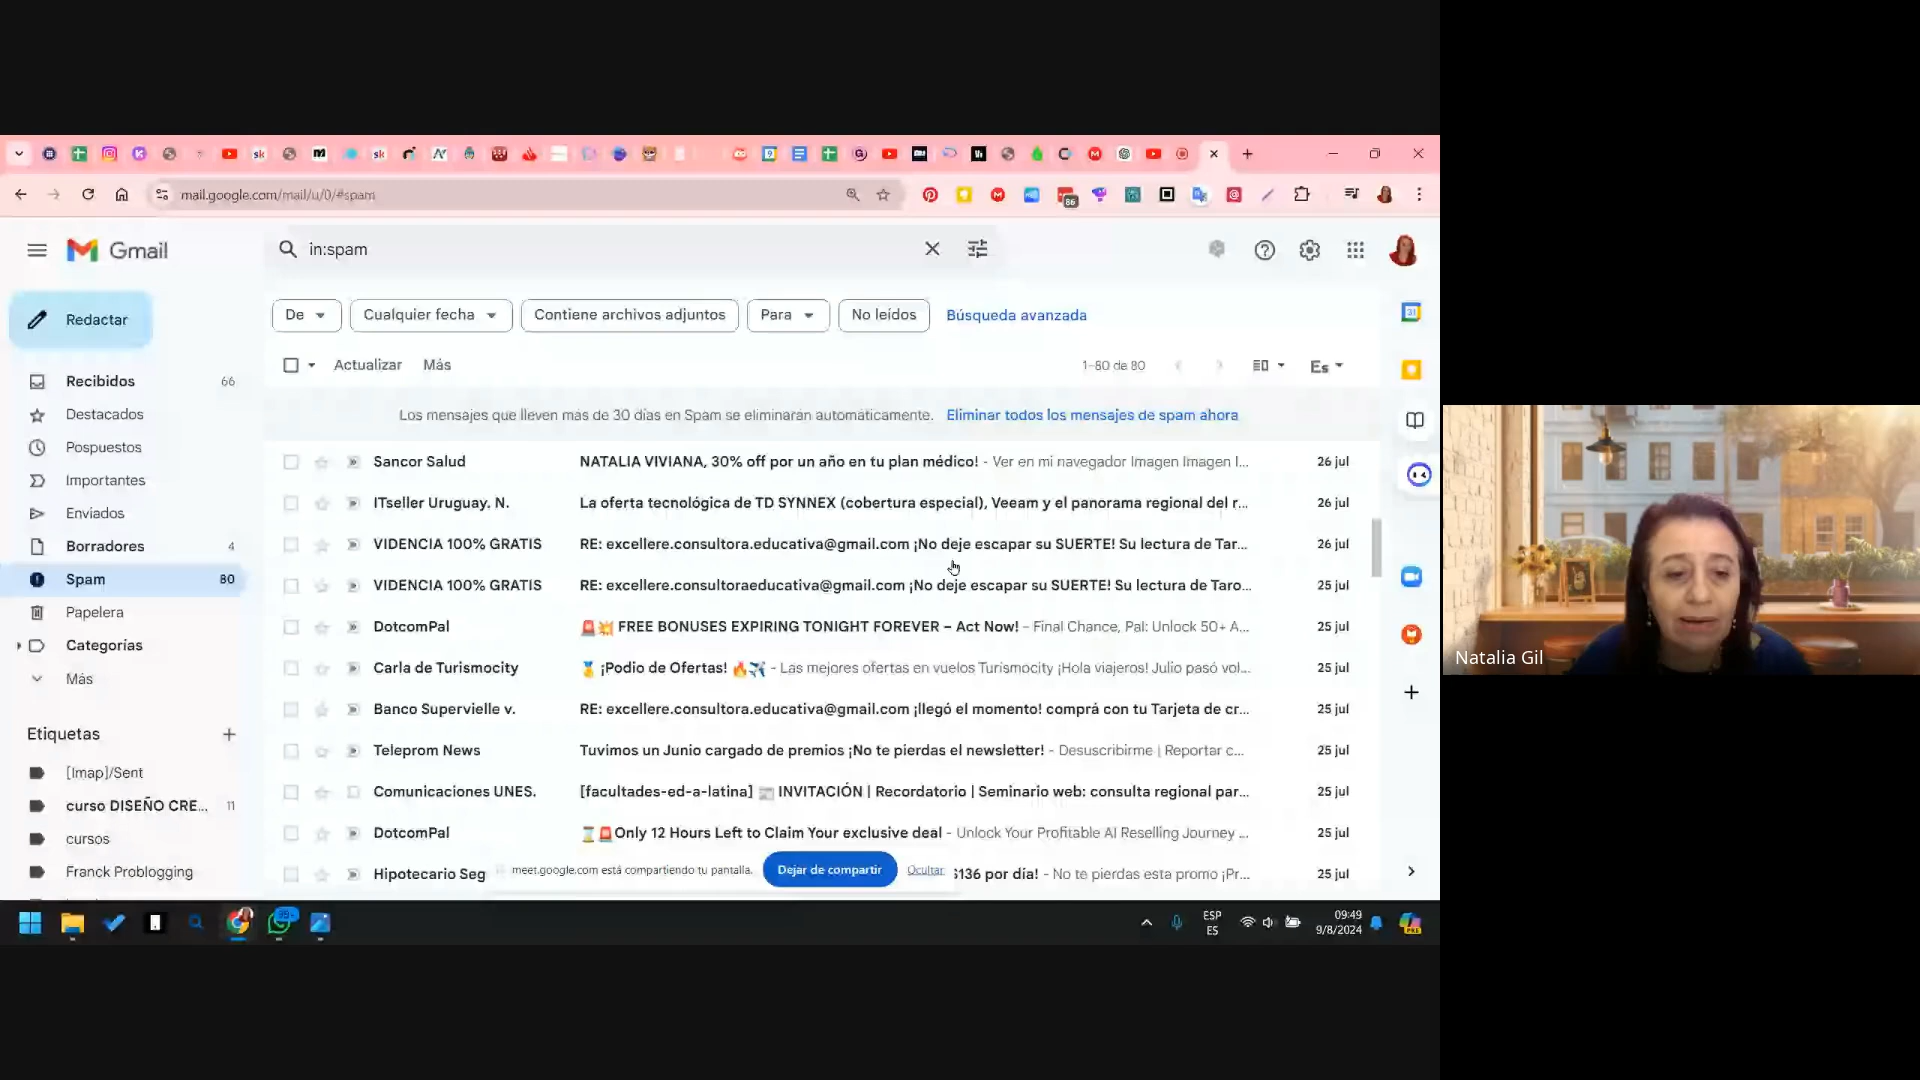 mail.google.com/mail/u/0/#spam
86
Gmail
in:spam
De
Cualquier fecha
Contiene archivos adjuntos
Para
No leídos
Búsqueda avanzada
Redactar
Actualizar Más
1–80 de 80
Es
Los mensajes que lleven más de 30 días en Spam se eliminarán automáticamente. Eliminar todos los mensajes de spam ahora
Recibidos 66
Destacados
Pospuestos
Importantes
Enviados
Borradores 4
Spam 80
Papelera
Categorías
Más
Etiquetas
[Imap]/Sent
curso DISEÑO CRE... 11
cursos
Franck Problogging
Sancor Salud NATALIA VIVIANA, 30% off por un año en tu plan médico! - Ver en mi navegador Imagen Imagen I... 26 jul
ITseller Uruguay. N. La oferta tecnológica de TD SYNNEX (cobertura especial), Veeam y el panorama regional del r... 26 jul
VIDENCIA 100% GRATIS RE: excellere.consultora.educativa@gmail.com ¡No deje escapar su SUERTE! Su lectura de Tar... 26 jul
VIDENCIA 100% GRATIS RE: excellere.consultoraeducativa@gmail.com ¡No deje escapar su SUERTE! Su lectura de Taro... 25 jul
DotcomPal 🚨💥 FREE BONUSES EXPIRING TONIGHT FOREVER – Act Now! - Final Chance, Pal: Unlock 50+ A... 25 jul
Carla de Turismocity 🥇 ¡Podio de Ofertas! 🔥✈️ - Las mejores ofertas en vuelos Turismocity ¡Hola viajeros! Julio pasó vol... 25 jul
Banco Supervielle v. RE: excellere.consultora.educativa@gmail.com ¡llegó el momento! comprá con tu Tarjeta de cr... 25 jul
Teleprom News Tuvimos un Junio cargado de premios ¡No te pierdas el newsletter! - Desuscribirme | Reportar c... 25 jul
Comunicaciones UNES. [facultades-ed-a-latina] 📰 INVITACIÓN | Recordatorio | Seminario web: consulta regional par... 25 jul
DotcomPal ⌛🚨Only 12 Hours Left to Claim Your exclusive deal - Unlock Your Profitable AI Reselling Journey ... 25 jul
Hipotecario Seg $136 por día! - No te pierdas esta promo ¡Pr... 25 jul
meet.google.com está compartiendo tu pantalla. Dejar de compartir Ocultar
ESP
ES
09:49
9/8/2024
Natalia Gil